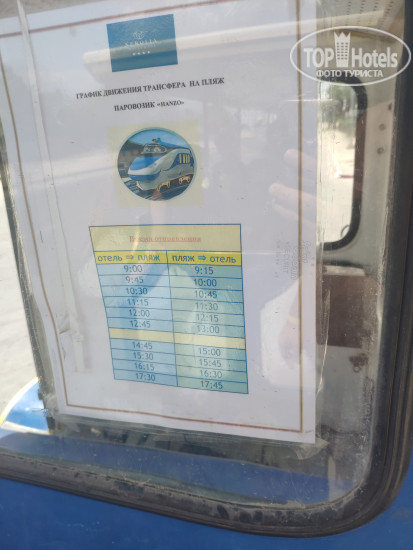 TOPHotels
ФОТО ТУРИСТА
ГРАФИК ДВИЖЕНИЯ ТРАНСФЕРА НА ПЛЯЖ
ПАРОВОЗИК «HANZO»
отель ⇨ пляж пляж ⇨ отель
9:00 9:15
9:45 10:00
10:30 10:45
11:15 11:30
12:00 12:15
12:45 13:00
14:45 15:00
15:30 15:45
16:15 16:30
17:30 17:45